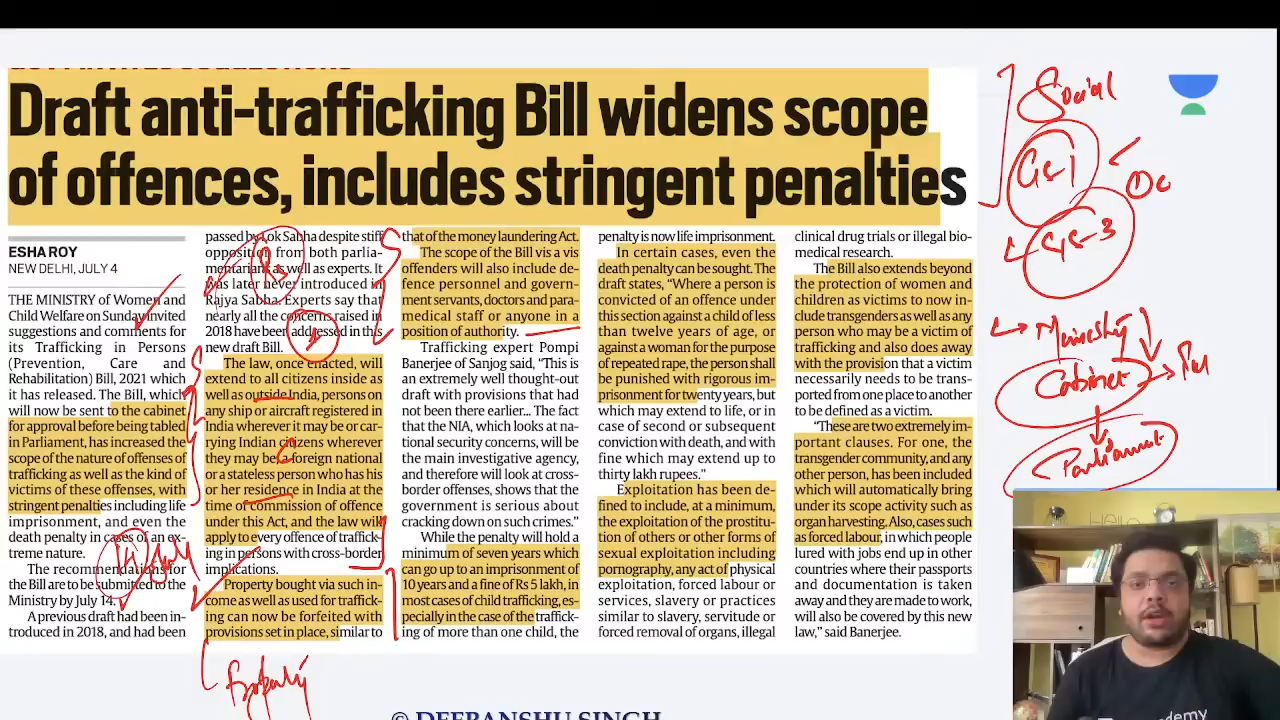 Draft anti-trafficking Bill widens scope
of offences, includes stringent penalties
ESHA ROY
NEW DELHI, JULY 4
THE MINISTRY of Women and
Child Welfare on Sunday invited
suggestions and comments for
its Trafficking in Persons
(Prevention, Care and
Rehabilitation) Bill, 2021 which
it has released. The Bill, which
will now be sent to the cabinet
for approval before being tabled
in Parliament, has increased the
scope of the nature of offenses of
trafficking as well as the kind of
victims of these offenses, with
stringent penalties including life
imprisonment, and even the
death penalty in cases of an ex-
treme nature.
The recommendations for
the Bill are to be submitted to the
Ministry by July 14.
A previous draft had been in-
troduced in 2018, and had been
passed by Lok Sabha despite stiff
opposition from both parlia-
mentarians as well as experts. It
was later never introduced in
Rajya Sabha. Experts say that
nearly all the concerns raised in
2018 have been addressed in this
new draft Bill.
The law, once enacted, will
extend to all citizens inside as
well as outside India, persons on
any ship or aircraft registered in
India wherever it may be or car-
rying Indian citizens wherever
they may be, a foreign national
or a stateless person who has his
or her residence in India at the
time of commission of offence
under this Act, and the law will
apply to every offence of traffick-
ing in persons with cross-border
implications.
Property bought via such in-
come as well as used for traffick-
ing can now be forfeited with
provisions set in place, similar to
that of the money laundering Act.
The scope of the Bill vis a vis
offenders will also include de-
fence personnel and govern-
ment servants, doctors and para-
medical staff or anyone in a
position of authority.
Trafficking expert Pompi
Banerjee of Sanjog said, "This is
an extremely well thought-out
draft with provisions that had
not been there earlier... The fact
that the NIA, which looks at na-
tional security concerns, will be
the main investigative agency,
and therefore will look at cross-
border offenses, shows that the
government is serious about
cracking down on such crimes."
While the penalty will hold a
minimum of seven years which
can go up to an imprisonment of
10 years and a fine of Rs 5 lakh, in
most cases of child trafficking, es-
pecially in the case of the traffick-
ing of more than one child, the
penalty is now life imprisonment.
In certain cases, even the
death penalty can be sought. The
draft states, "Where a person is
convicted of an offence under
this section against a child of less
than twelve years of age, or
against a woman for the purpose
of repeated rape, the person shall
be punished with rigorous im-
prisonment for twenty years, but
which may extend to life, or in
case of second or subsequent
conviction with death, and with
fine which may extend up to
thirty lakh rupees."
Exploitation has been de-
fined to include, at a minimum,
the exploitation of the prostitu-
tion of others or other forms of
sexual exploitation including
pornography, any act of physical
exploitation, forced labour or
services, slavery or practices
similar to slavery, servitude or
forced removal of organs, illegal
clinical drug trials or illegal bio-
medical research.
The Bill also extends beyond
the protection of women and
children as victims to now in-
clude transgenders as well as any
person who may be a victim of
trafficking and also does away
with the provision that a victim
necessarily needs to be trans-
ported from one place to another
to be defined as a victim.
"These are two extremely im-
portant clauses. For one, the
transgender community, and any
other person, has been included
which will automatically bring
under its scope activity such as
organ harvesting. Also, cases such
as forced labour, in which people
lured with jobs end up in other
countries where their passports
and documentation is taken
away and they are made to work,
will also be covered by this new
law," said Banerjee.
Social
GS-1
GS-3
Cabinet
Parliament
14 July
© DEEPANSHU SINGH